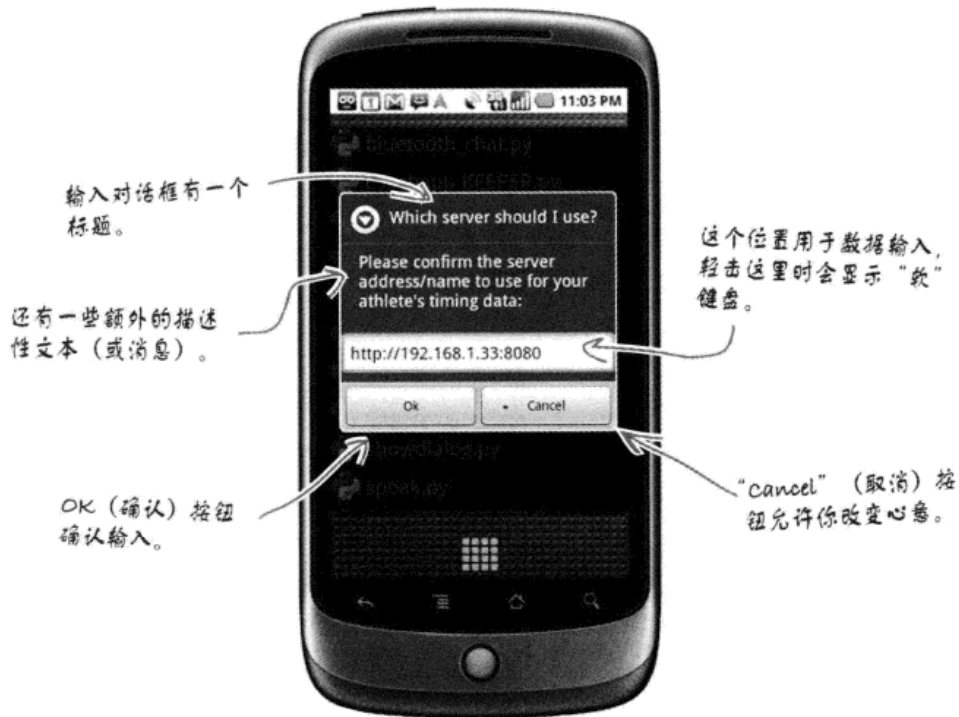 11:03 PM
bluetooth_chat.py
输入对话框有一个
标题。
Which server should I use?
Please confirm the server
address/name to use for your
athlete's timing data:
这个位置用于数据输入,
轻击这里时会显示“软”
键盘。
还有一些额外的描述
性文本(或消息)。
http://192.168.1.33:8080
Ok
Cancel
speak.py
OK(确认)按钮
确认输入。
“Cancel”(取消)按
钮允许你改变心意。